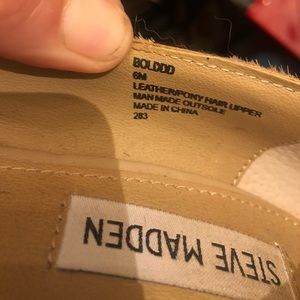 BOLDDD
6M
LEATHER/PONY HAIR UPPER
MAN MADE OUTSOLE
MADE IN CHINA
283
STEVE MADDEN